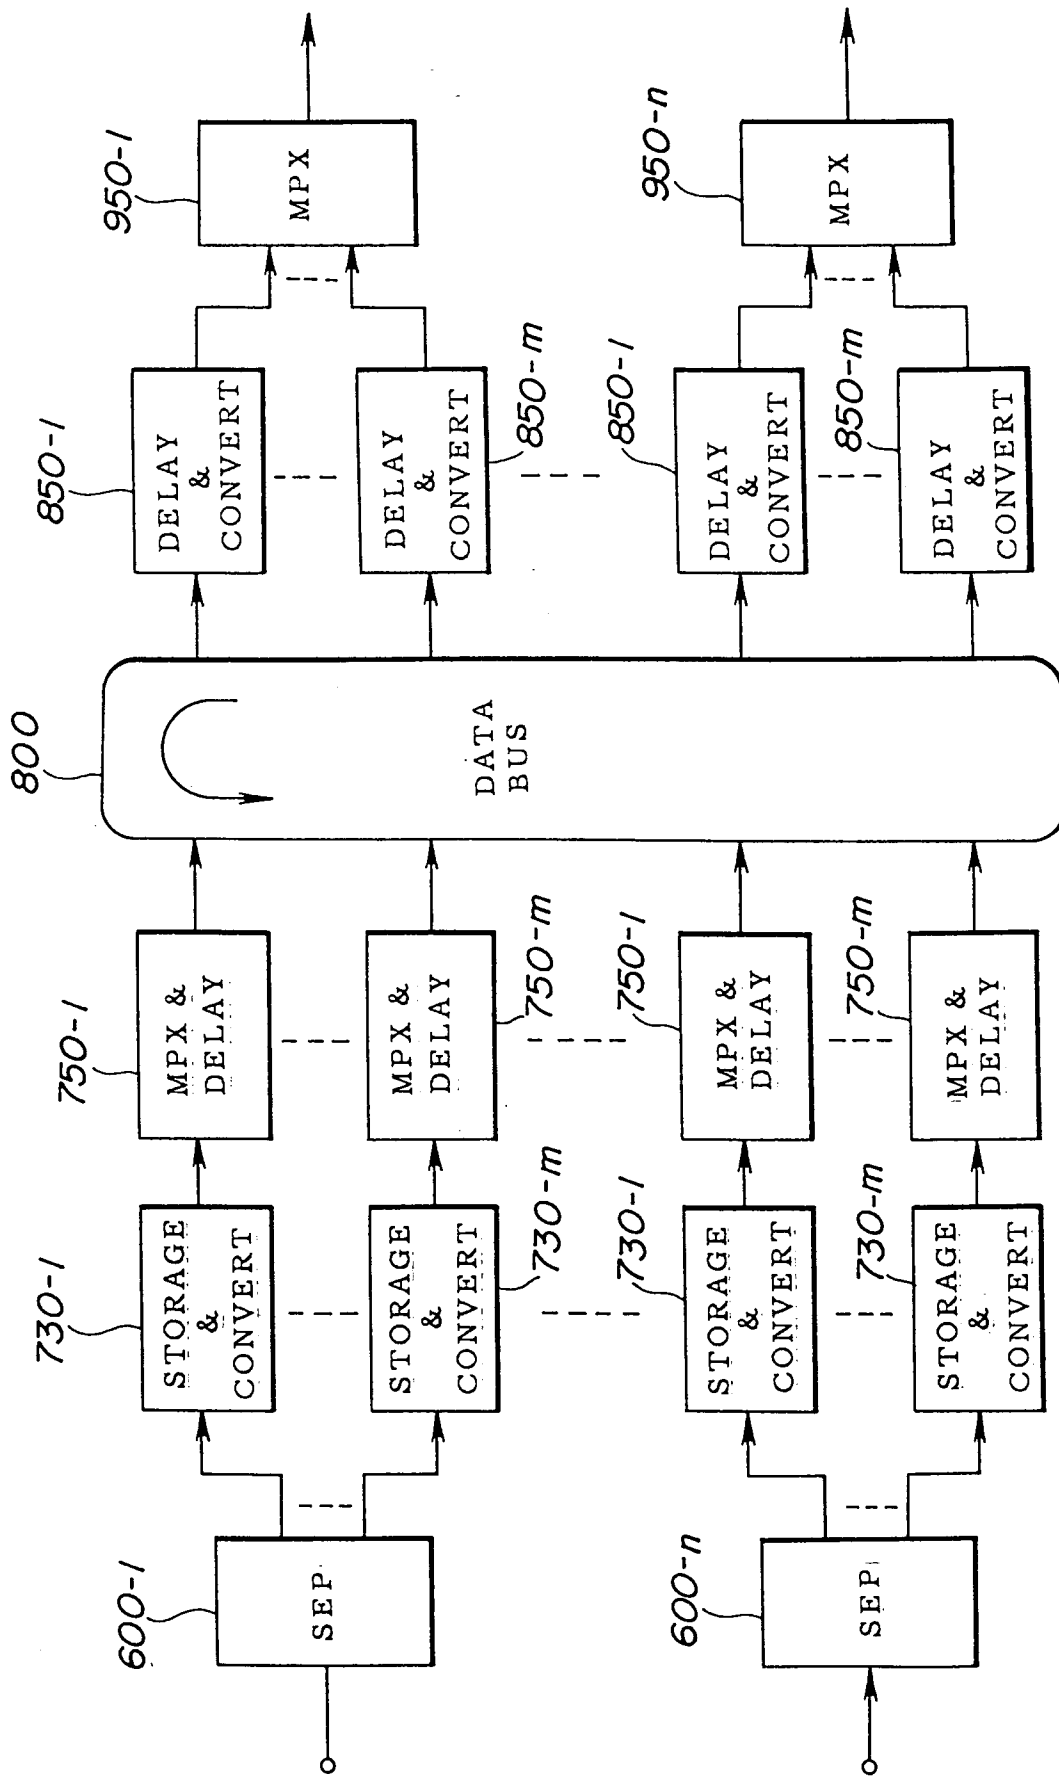 600-1
SEP
730-1
STORAGE
&
CONVERT
750-1
MPX &
DELAY
800
DATA
BUS
850-1
DELAY
&
CONVERT
950-1
MPX
STORAGE
&
CONVERT
730-m
MPX &
DELAY
750-m
DELAY
&
CONVERT
850-m
600-n
SEP
730-1
STORAGE
&
CONVERT
750-1
MPX &
DELAY
850-1
DELAY
&
CONVERT
950-n
MPX
730-m
STORAGE
&
CONVERT
750-m
MPX &
DELAY
850-m
DELAY
&
CONVERT